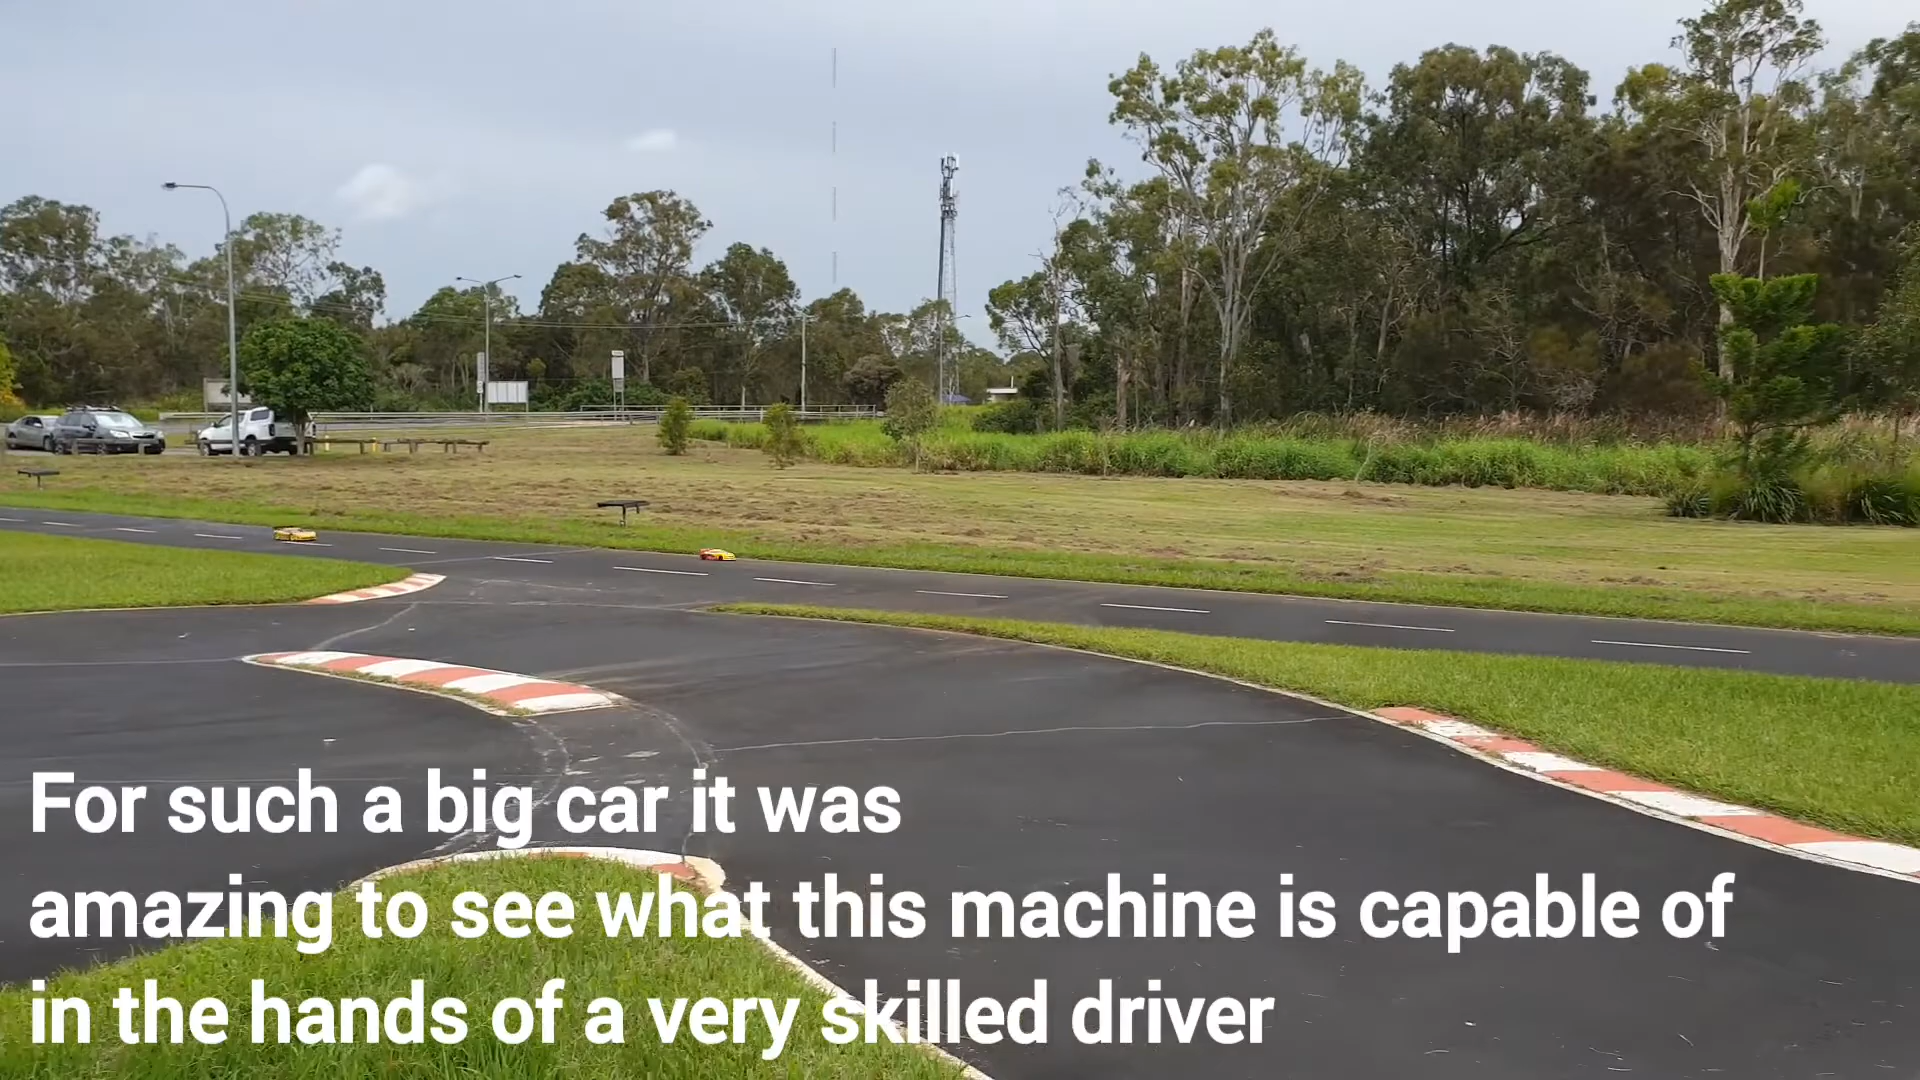 For such a big car it was
amazing to see what this machine is capable of
in the hands of a very skilled driver